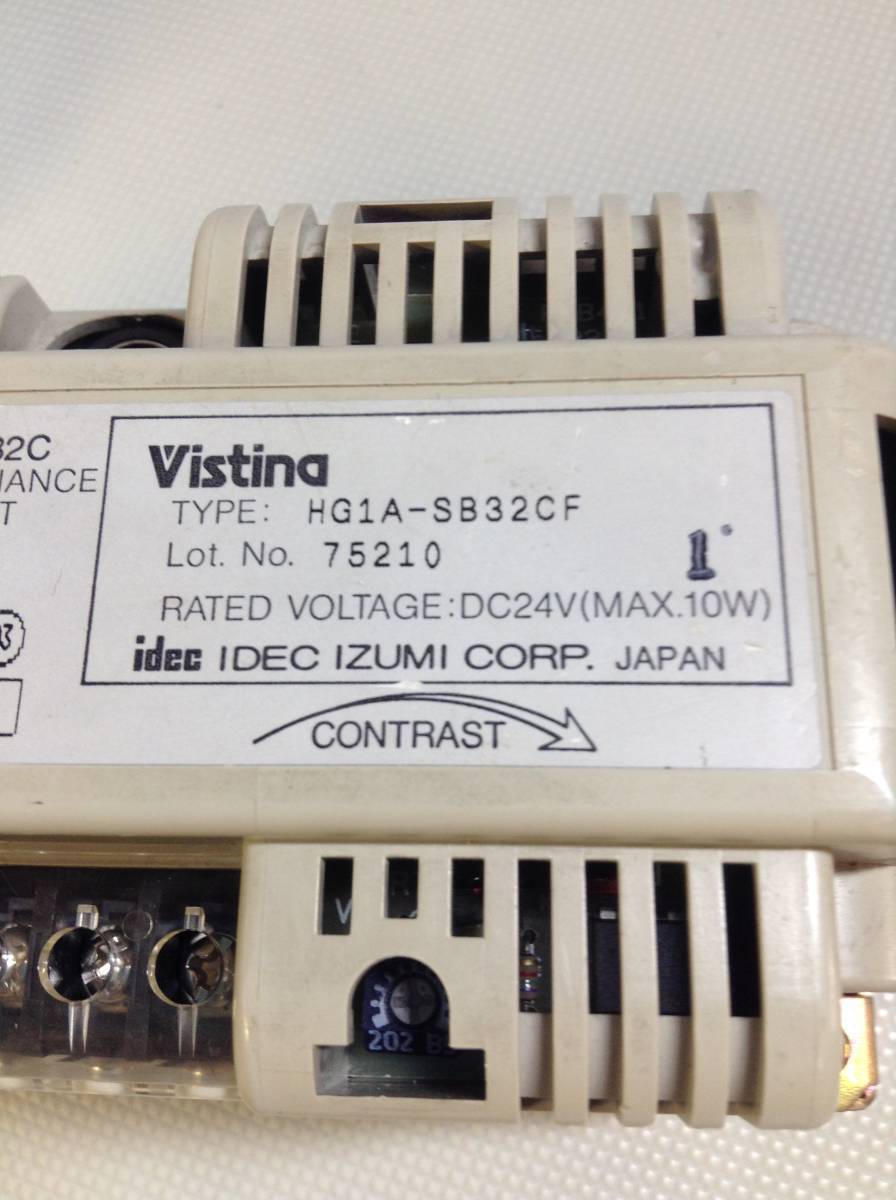 32C
IANCE
T
Vistina
TYPE: HG1A-SB32CF
Lot. No. 75210
1
RATED VOLTAGE:DC24V(MAX.10W)
idec IDEC IZUMI CORP. JAPAN
CONTRAST
202